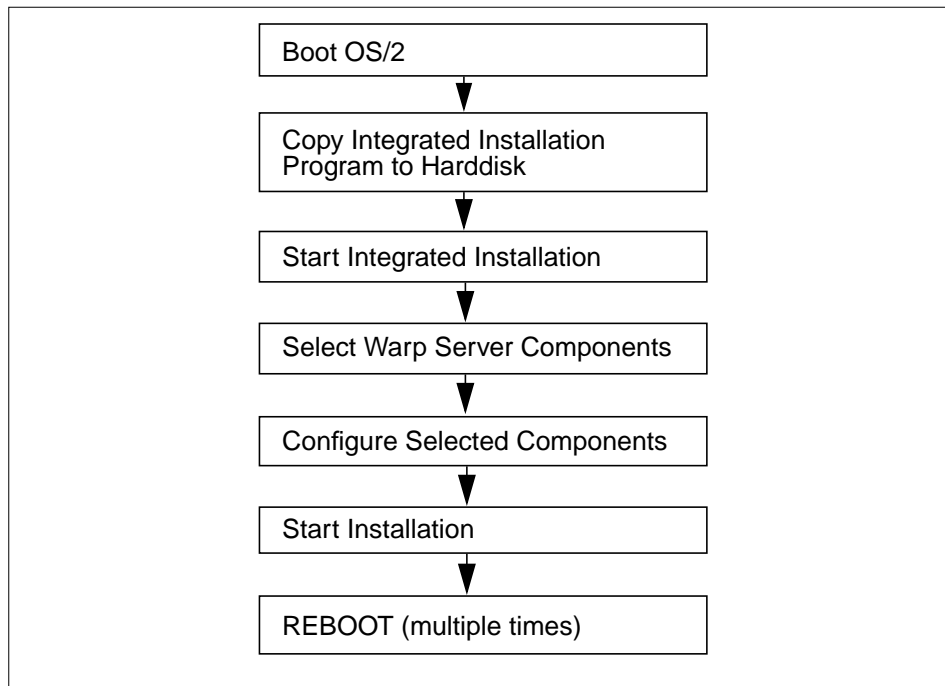 Boot OS/2
Copy Integrated Installation
Program to Harddisk
Start Integrated Installation
Select Warp Server Components
Configure Selected Components
Start Installation
REBOOT (multiple times)